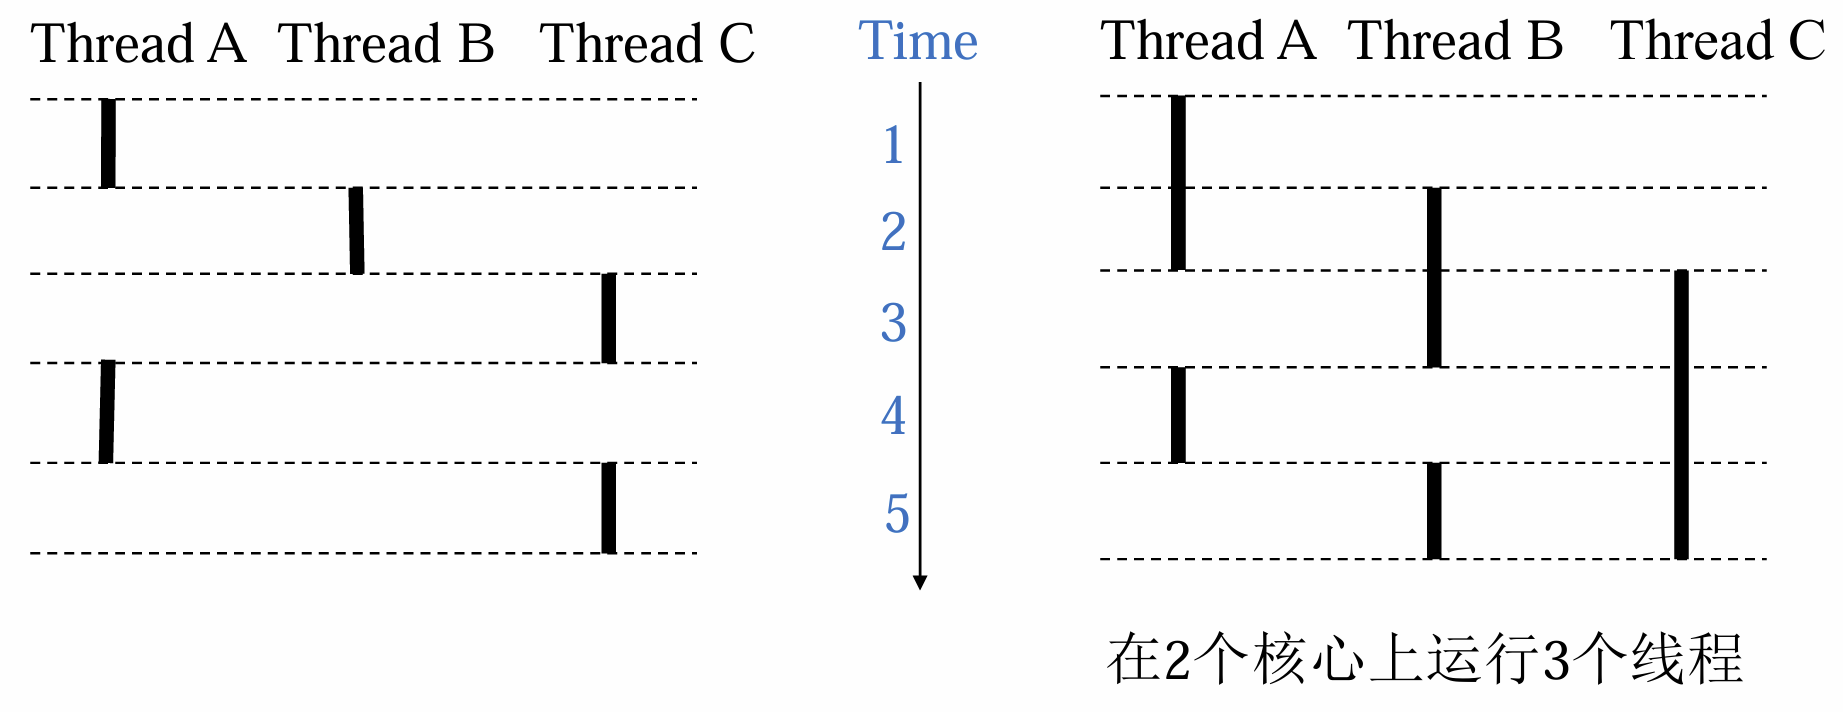 Thread A Thread B Thread C Time Thread A Thread B Thread C
1
2
3
4
5
在2个核心上运行3个线程